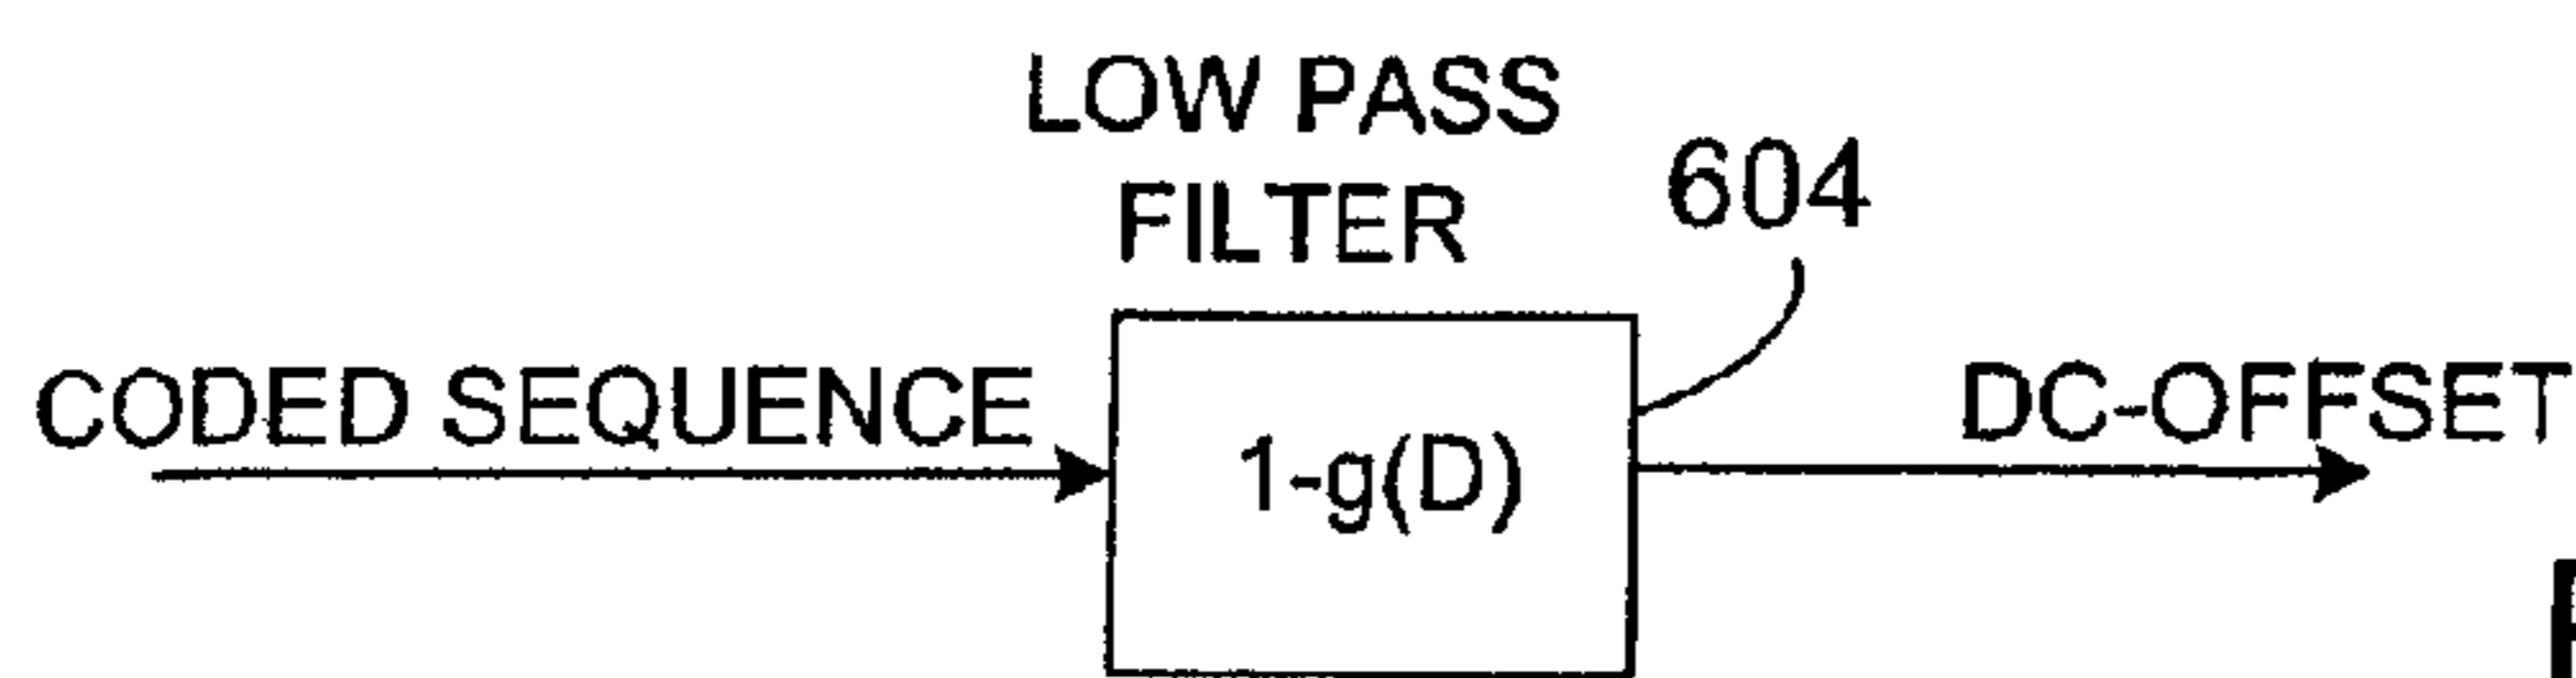 LOW PASS
FILTER
604
CODED SEQUENCE
1-g(D)
DC-OFFSET